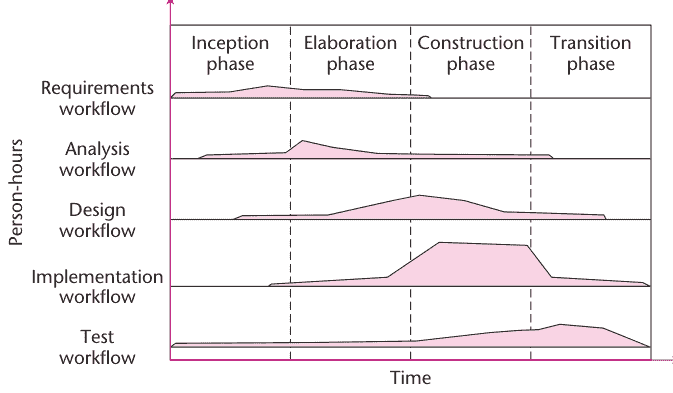 Inception
phase
Elaboration
phase
Construction
phase
Transition
phase
Requirements
workflow
Analysis
workflow
Design
workflow
Implementation
workflow
Test
workflow
Person-hours
Time